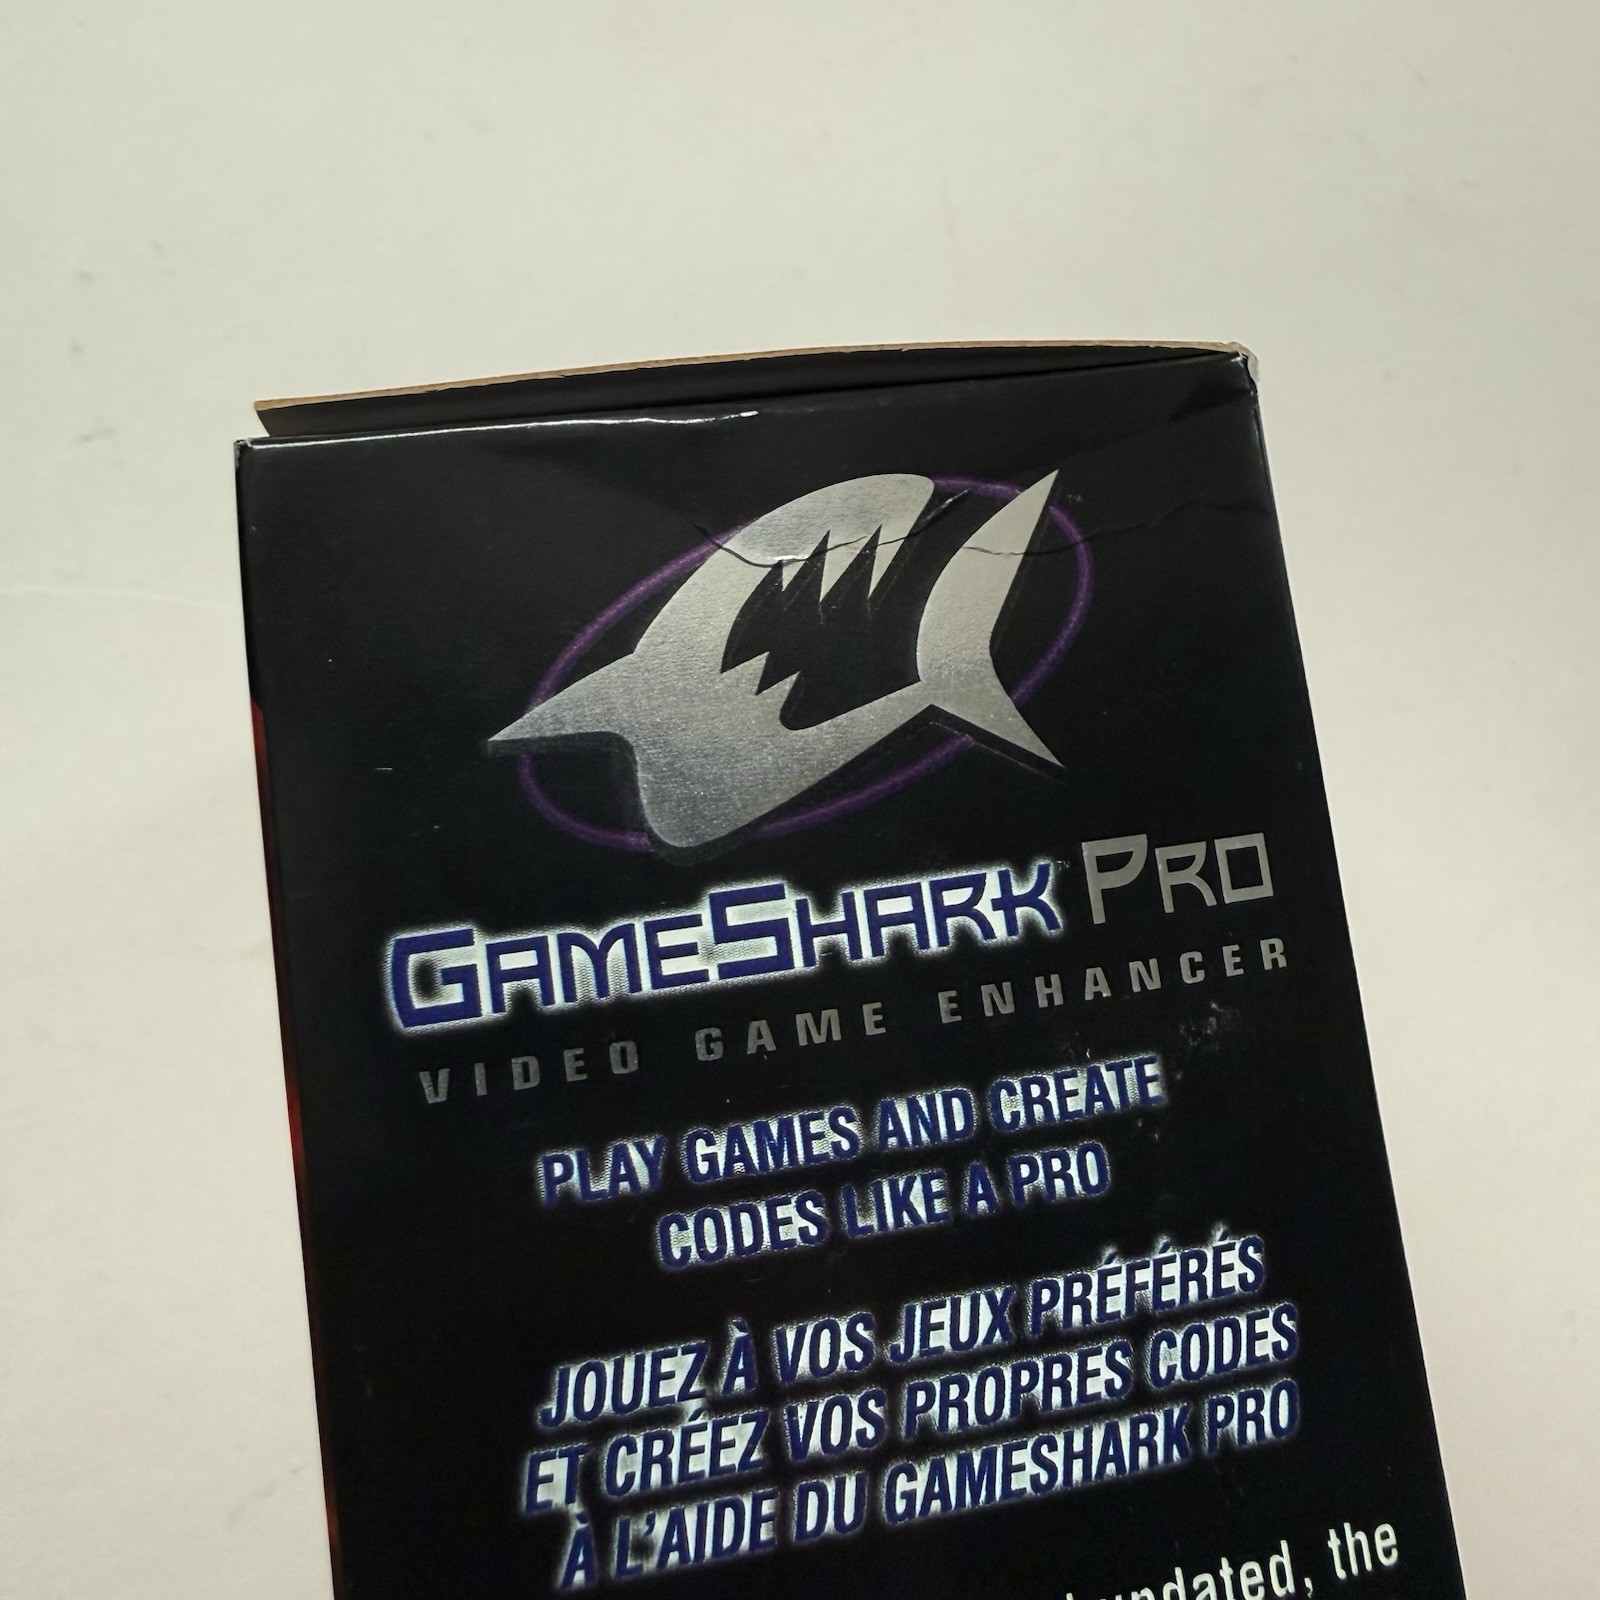 GAMESHARK™ PRO
VIDEO GAME ENHANCER
PLAY GAMES AND CREATE
CODES LIKE A PRO
JOUEZ À VOS JEUX PRÉFÉRÉS
ET CRÉEZ VOS PROPRES CODES
À L'AIDE DU GAMESHARK PRO
updated, the